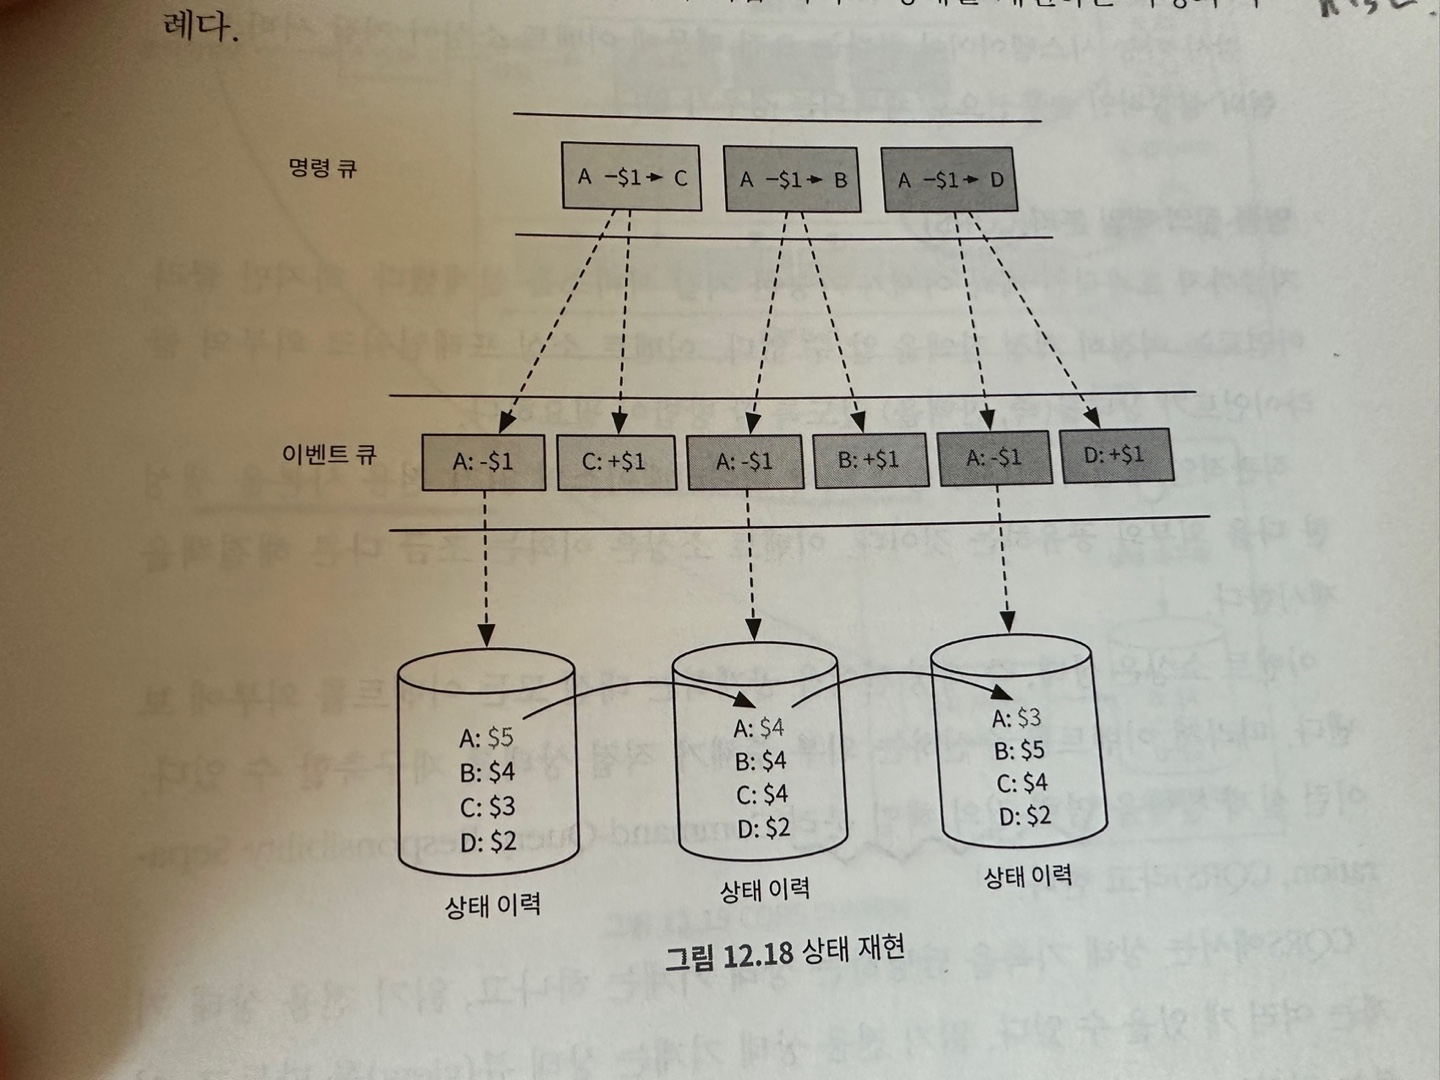 레다.
명령 큐
A -$1→ C
A -$1→ B
A -$1→ D
이벤트 큐
A: -$1
C: +$1
A: -$1
B: +$1
A: -$1
D: +$1
A: $5
B: $4
C: $3
D: $2
상태 이력
A: $4
B: $4
C: $4
D: $2
상태 이력
A: $3
B: $5
C: $4
D: $2
상태 이력
그림 12.18 상태 재현